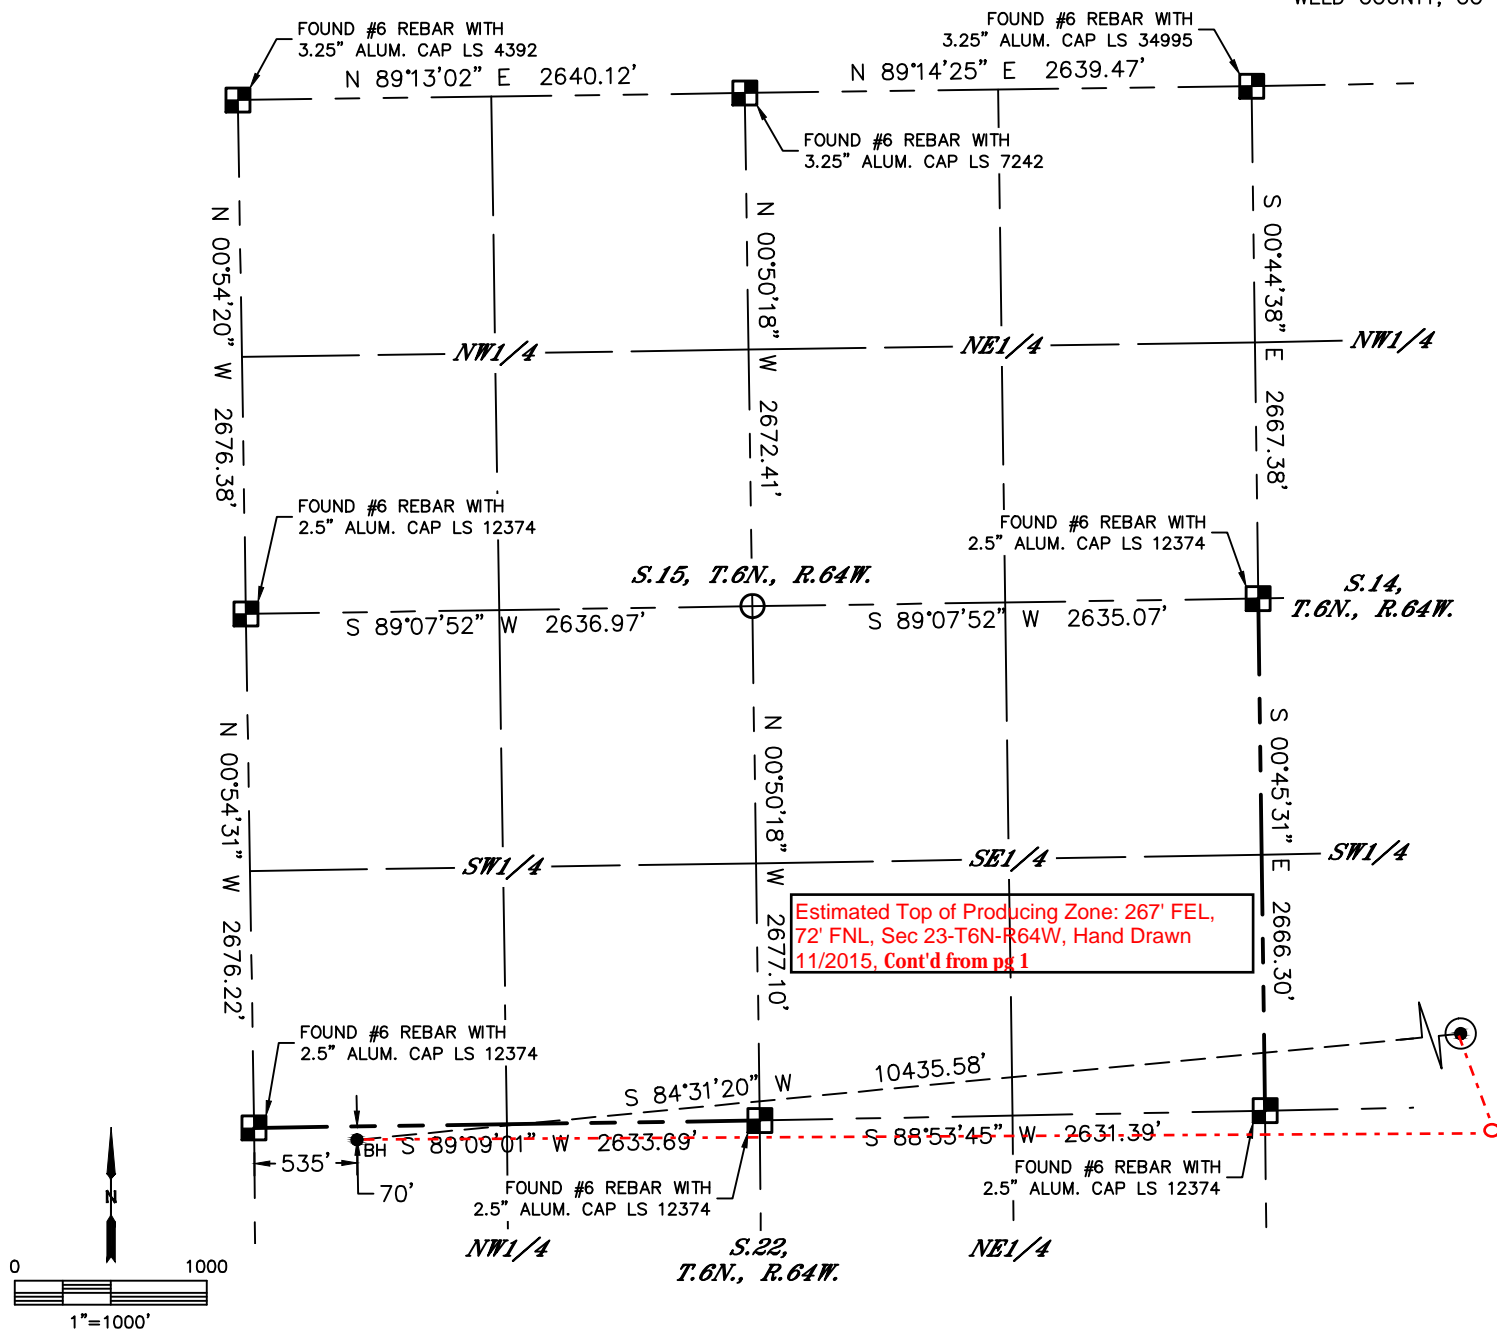 FOUND #6 REBAR WITH
3.25" ALUM. CAP LS 4392
FOUND #6 REBAR WITH
3.25" ALUM. CAP LS 34995
N 89°13'02" E 2640.12'
N 89°14'25" E 2639.47'
FOUND #6 REBAR WITH
3.25" ALUM. CAP LS 7242
N 00°54'20" W 2676.38'
N 00°50'18" W 2672.41'
S 00°44'38" E 2667.38'
NW1/4
NE1/4
NW1/4
FOUND #6 REBAR WITH
2.5" ALUM. CAP LS 12374
FOUND #6 REBAR WITH
2.5" ALUM. CAP LS 12374
S.15, T.6N., R.64W.
S.14,
T.6N., R.64W.
S 89°07'52" W 2636.97'
S 89°07'52" W 2635.07'
N 00°54'31" W 2676.22'
N 00°50'18" W 2677.10'
S 00°45'31" E 2666.30'
SW1/4
SE1/4
SW1/4
Estimated Top of Producing Zone: 267' FEL,
72' FNL, Sec 23-T6N-R64W, Hand Drawn
11/2015, Cont'd from pg 1
FOUND #6 REBAR WITH
2.5" ALUM. CAP LS 12374
S 84°31'20" W 10435.58'
BH
S 89°09'01" W 2633.69'
S 88°53'45" W 2631.39'
535'
70'
FOUND #6 REBAR WITH
2.5" ALUM. CAP LS 12374
FOUND #6 REBAR WITH
2.5" ALUM. CAP LS 12374
N
NW1/4
S.22,
T.6N., R.64W.
NE1/4
0 1000
1"=1000'